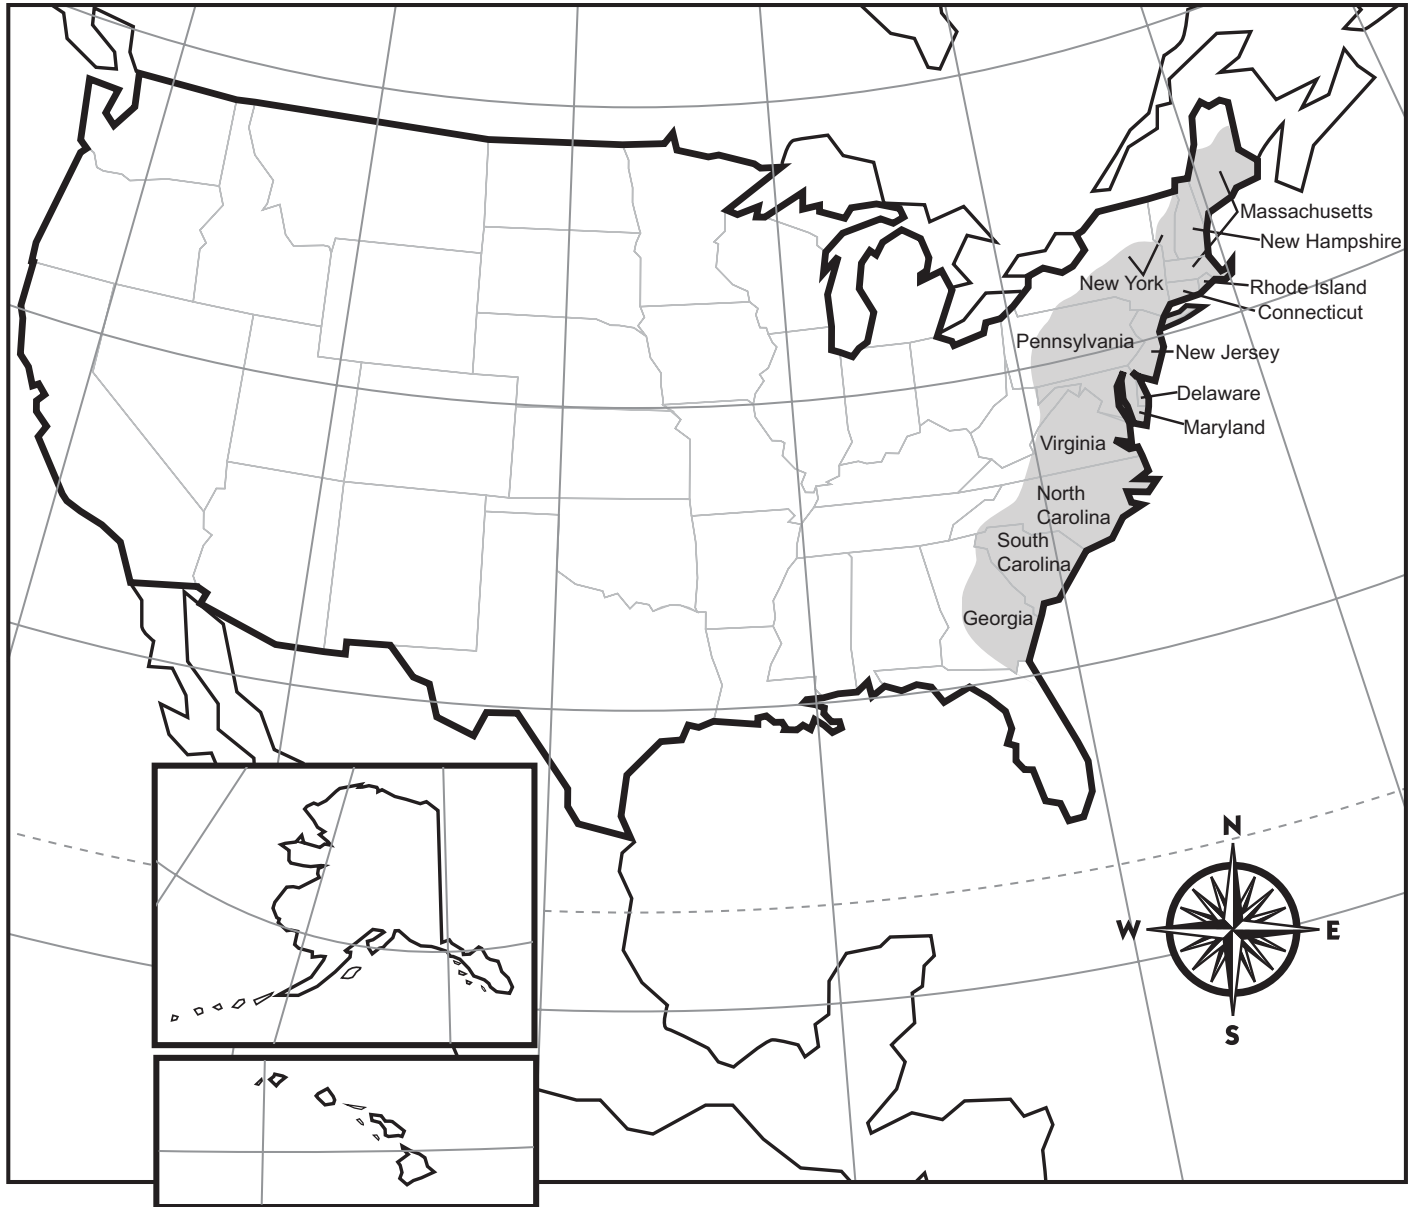 Massachusetts
New Hampshire
New York
Rhode Island
Connecticut
Pennsylvania
New Jersey
Delaware
Maryland
Virginia
North
Carolina
South
Carolina
Georgia
N
W
E
S